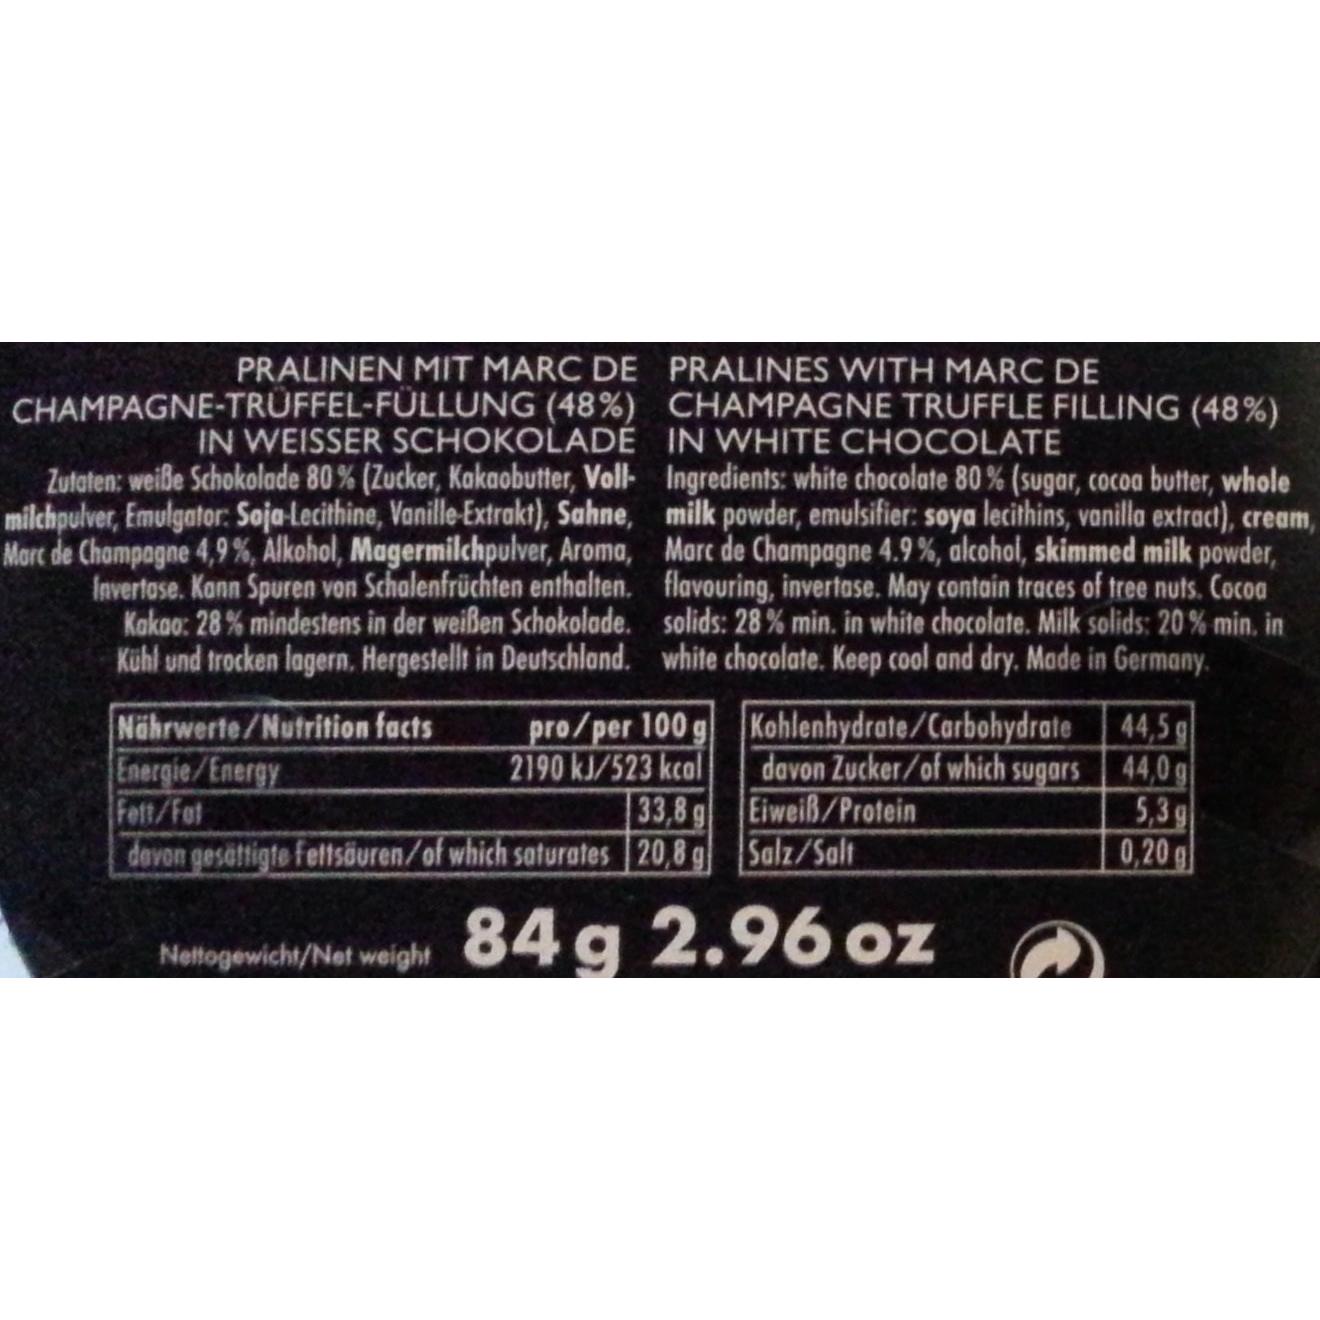 PRALINEN MIT MARC DE
CHAMPAGNE-TRÜFFEL-FÜLLUNG (48%)
IN WEISSER SCHOKOLADE
Zutaten: weiße Schokolade 80 % (Zucker, Kakaobutter, Voll-
milchpulver, Emulgator: Soja-Lecithine, Vanille-Extrakt), Sahne,
Marc de Champagne 4,9 %, Alkohol, Magermilchpulver, Aroma,
Invertase. Kann Spuren von Schalenfrüchten enthalten.
Kakao: 28 % mindestens in der weißen Schokolade.
Kühl und trocken lagern. Hergestellt in Deutschland.
PRALINES WITH MARC DE
CHAMPAGNE TRUFFLE FILLING (48%)
IN WHITE CHOCOLATE
Ingredients: white chocolate 80 % (sugar, cocoa butter, whole
milk powder, emulsifier: soya lecithins, vanilla extract), cream,
Marc de Champagne 4.9 %, alcohol, skimmed milk powder,
flavouring, invertase. May contain traces of tree nuts. Cocoa
solids: 28 % min. in white chocolate. Milk solids: 20 % min. in
white chocolate. Keep cool and dry. Made in Germany.
Nährwerte/Nutrition facts pro/per 100 g
Energie/Energy 2190 kJ/523 kcal
Fett/Fat 33,8 g
davon gesättigte Fettsäuren/of which saturates 20,8 g
Kohlenhydrate/Carbohydrate 44,5 g
davon Zucker/of which sugars 44,0 g
Eiweiß/Protein 5,3 g
Salz/Salt 0,20 g
Nettogewicht/Net weight 84 g 2.96 oz